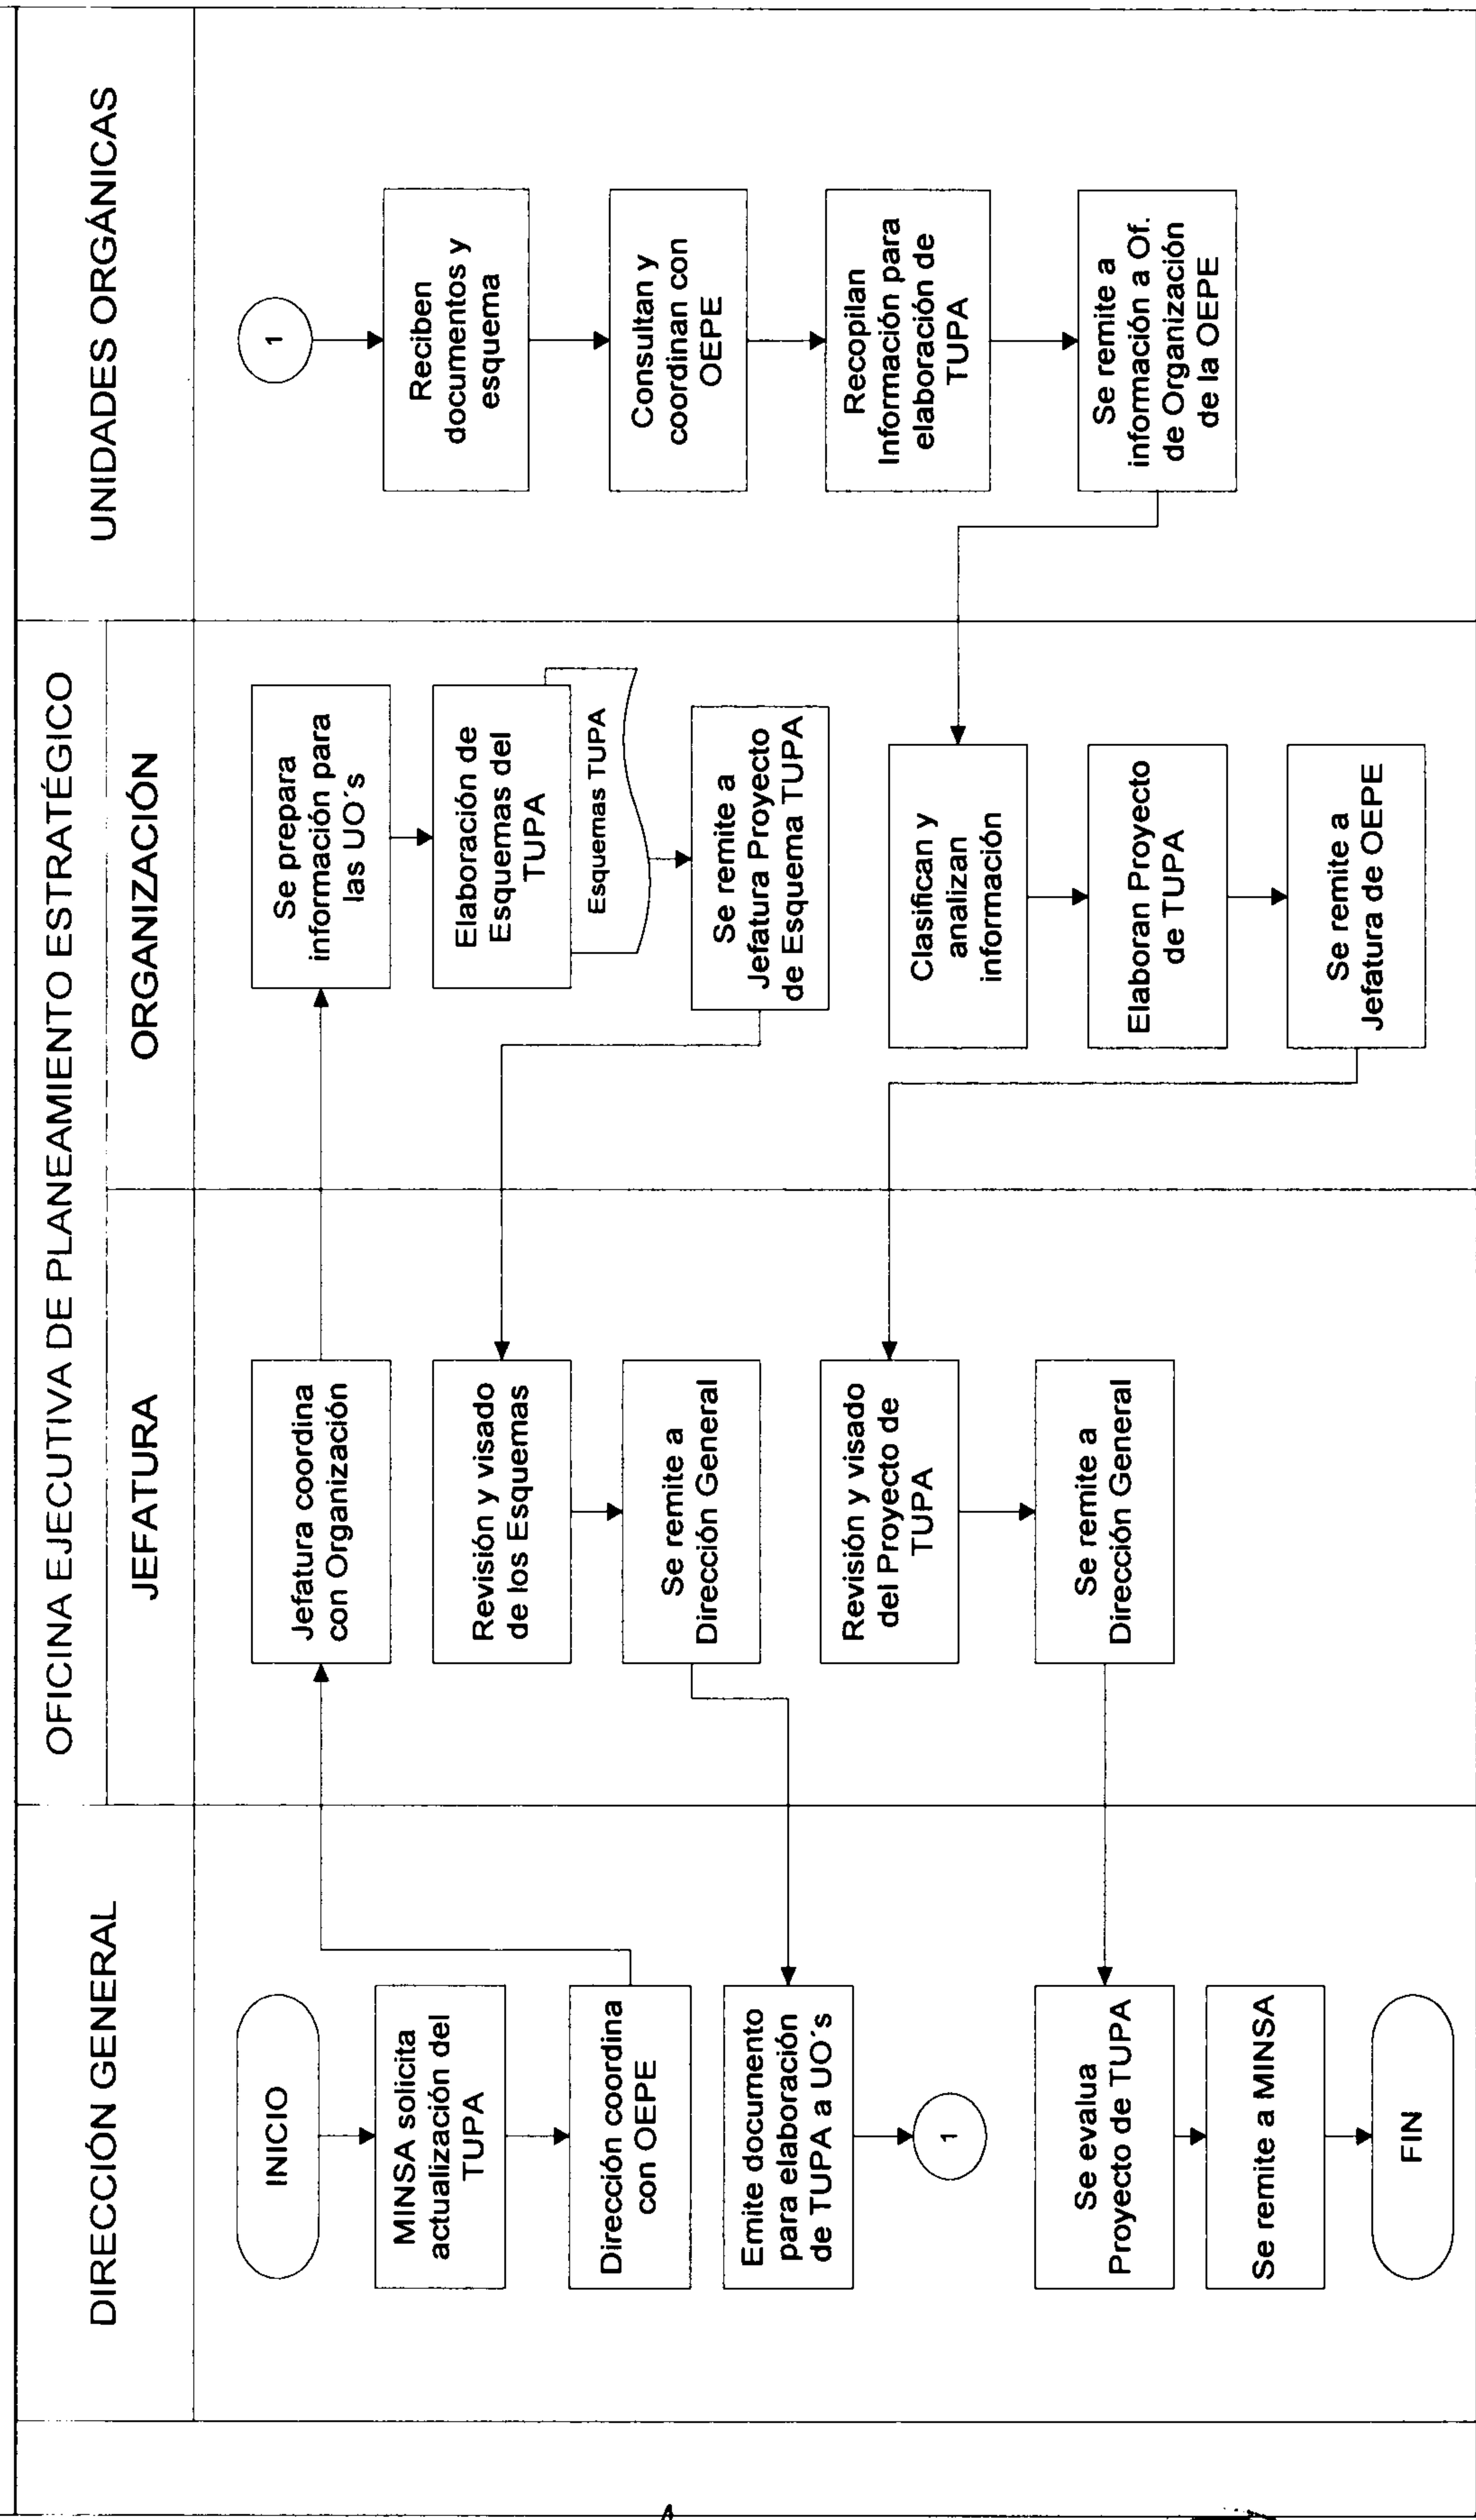 OFICINA EJECUTIVA DE PLANEAMIENTO ESTRATÉGICO
DIRECCIÓN GENERAL
JEFATURA
ORGANIZACIÓN
UNIDADES ORGÁNICAS
INICIO
MINSA solicita
actualización del
TUPA
Dirección coordina
con OEPE
Emite documento
para elaboración
de TUPA a UO´s
1
Se evalua
Proyecto de TUPA
Se remite a MINSA
FIN
Jefatura coordina
con Organización
Revisión y visado
de los Esquemas
Se remite a
Dirección General
Revisión y visado
del Proyecto de
TUPA
Se remite a
Dirección General
Se prepara
información para
las UO´s
Elaboración de
Esquemas del
TUPA
Esquemas TUPA
Se remite a
Jefatura Proyecto
de Esquema TUPA
Clasifican y
analizan
información
Elaboran Proyecto
de TUPA
Se remite a
Jefatura de OEPE
1
Reciben
documentos y
esquema
Consultan y
coordinan con
OEPE
Recopilan
Información para
elaboración de
TUPA
Se remite a
información a Of.
de Organización
de la OEPE